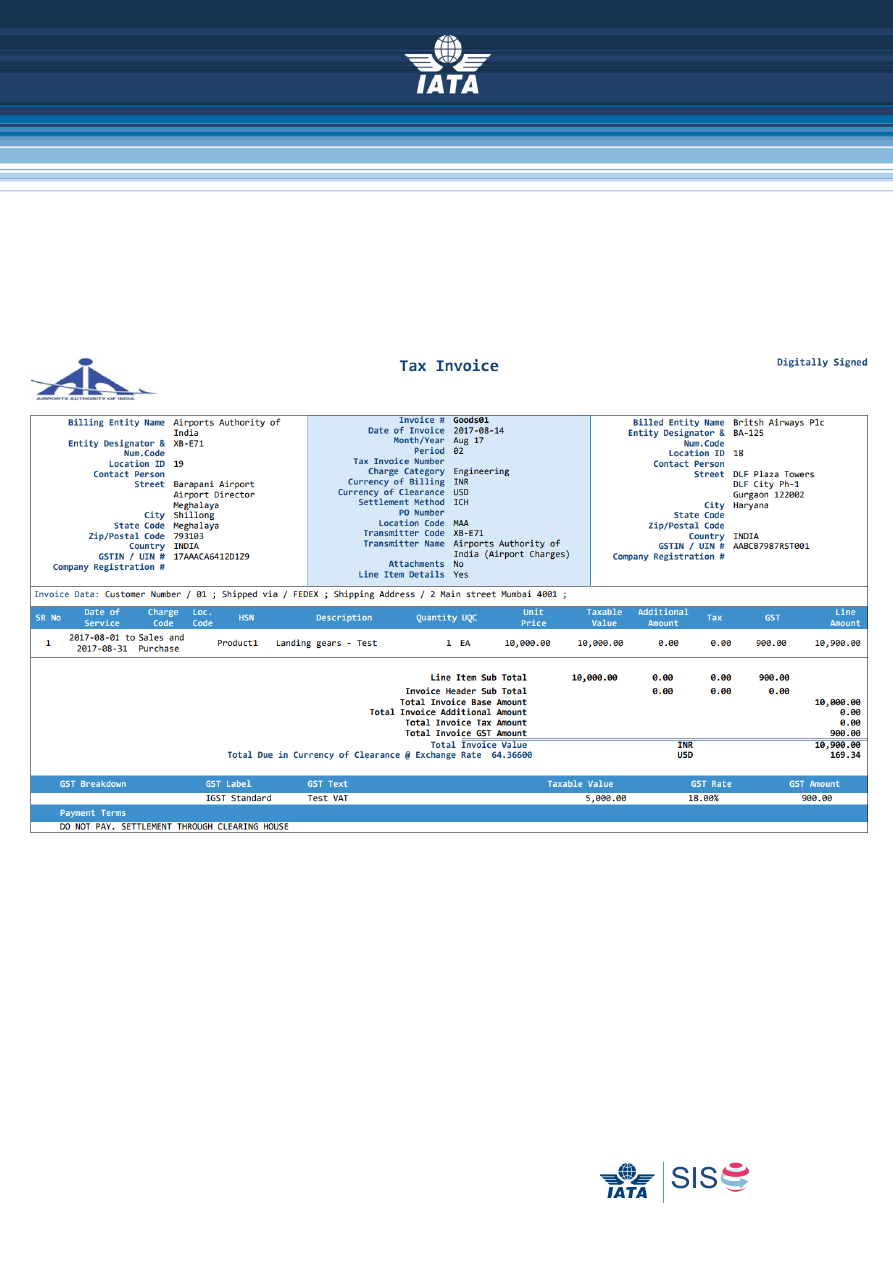 IATA
AIRPORTS AUTHORITY OF INDIA
Tax Invoice
Digitally Signed
Billing Entity Name Airports Authority of
India
Entity Designator & XB-E71
Num.Code
Location ID 19
Contact Person
Street Barapani Airport
Airport Director
Meghalaya
City Shillong
State Code Meghalaya
Zip/Postal Code 793103
Country INDIA
GSTIN / UIN # 17AAACA6412D1Z9
Company Registration #
Invoice # Goods01
Date of Invoice 2017-08-14
Month/Year Aug 17
Period 02
Tax Invoice Number
Charge Category Engineering
Currency of Billing INR
Currency of Clearance USD
Settlement Method ICH
PO Number
Location Code MAA
Transmitter Code XB-E71
Transmitter Name Airports Authority of
India (Airport Charges)
Attachments No
Line Item Details Yes
Billed Entity Name Britsh Airways Plc
Entity Designator & BA-125
Num.Code
Location ID 18
Contact Person
Street DLF Plaza Towers
DLF City Ph-1
Gurgaon 122002
City Haryana
State Code
Zip/Postal Code
Country INDIA
GSTIN / UIN # AABCB7987RST001
Company Registration #
Invoice Data: Customer Number / 01 ; Shipped via / FEDEX ; Shipping Address / 2 Main street Mumbai 4001 ;
SR No Date of Service Charge Code Loc. Code HSN Description Quantity UQC Unit Price Taxable Value Additional Amount Tax GST Line Amount
1 2017-08-01 to 2017-08-31 Sales and Purchase Product1 Landing gears - Test 1 EA 10,000.00 10,000.00 0.00 0.00 900.00 10,900.00
Line Item Sub Total 10,000.00 0.00 0.00 900.00
Invoice Header Sub Total 0.00 0.00 0.00
Total Invoice Base Amount 10,000.00
Total Invoice Additional Amount 0.00
Total Invoice Tax Amount 0.00
Total Invoice GST Amount 900.00
Total Invoice Value INR 10,900.00
Total Due in Currency of Clearance @ Exchange Rate 64.36600 USD 169.34
GST Breakdown GST Label GST Text Taxable Value GST Rate GST Amount
IGST Standard Test VAT 5,000.00 18.00% 900.00
Payment Terms
DO NOT PAY. SETTLEMENT THROUGH CLEARING HOUSE
IATA SIS